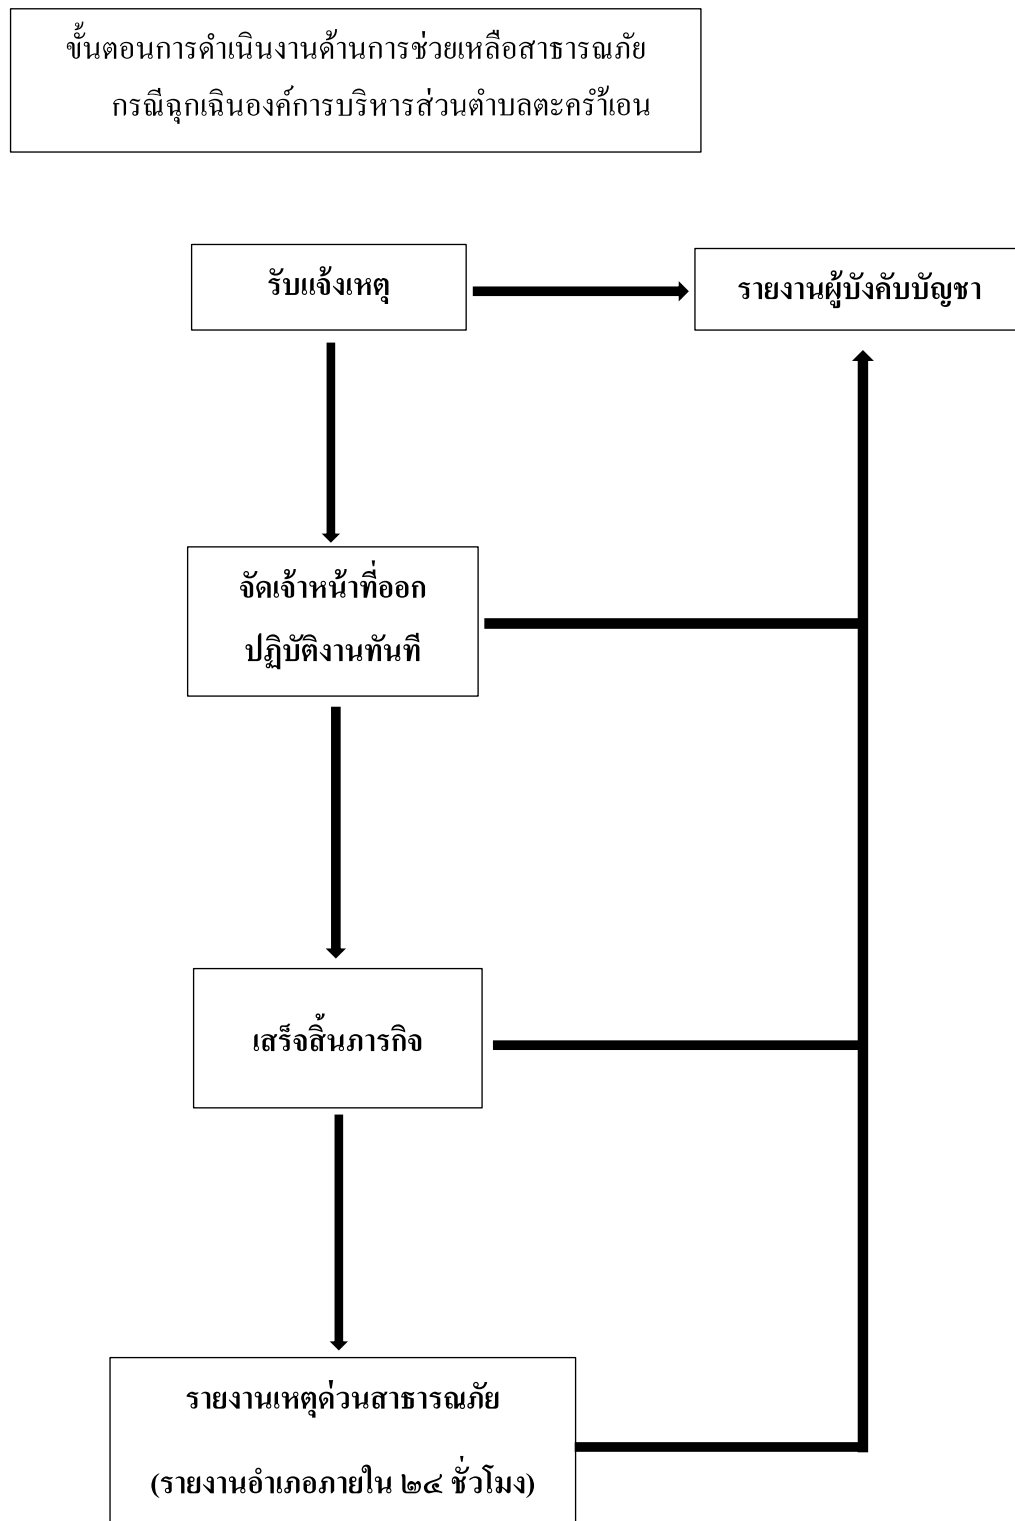 ขั้นตอนการดำเนินงานด้านการช่วยเหลือสาธารณภัย
กรณีฉุกเฉินองค์การบริหารส่วนตำบลตะคร้ำเอน
รับแจ้งเหตุ
รายงานผู้บังคับบัญชา
จัดเจ้าหน้าที่ออก
ปฏิบัติงานทันที
เสร็จสิ้นภารกิจ
รายงานเหตุด่วนสาธารณภัย
(รายงานอำเภอภายใน ๒๔ ชั่วโมง)